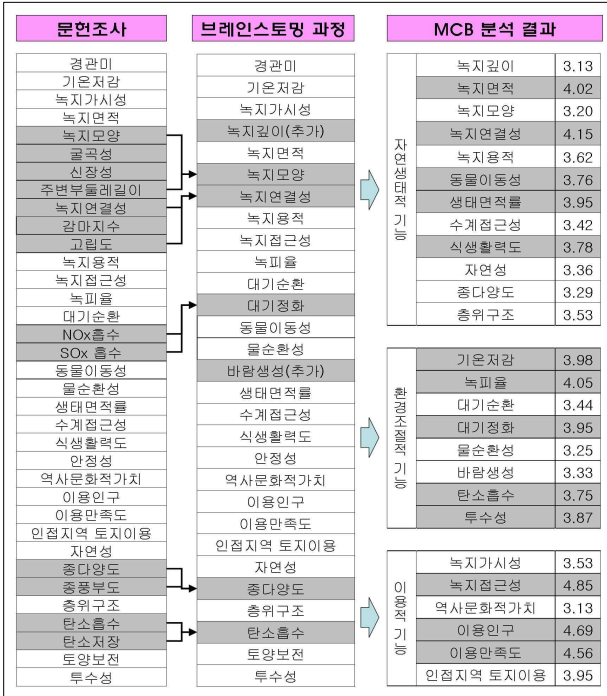 문헌조사
경관미
기온저감
녹지가시성
녹지면적
녹지모양
굴곡성
신장성
주변부둘레길이
녹지연결성
감마지수
고립도
녹지용적
녹지접근성
녹피율
대기순환
NOx흡수
SOx 흡수
동물이동성
물순환성
생태면적률
수계접근성
식생활력도
안정성
역사문화적가치
이용인구
이용만족도
인접지역 토지이용
자연성
종다양도
종풍부도
층위구조
탄소흡수
탄소저장
토양보전
투수성
브레인스토밍 과정
경관미
기온저감
녹지가시성
녹지깊이(추가)
녹지면적
녹지모양
녹지연결성
녹지용적
녹지접근성
녹피율
대기순환
대기정화
동물이동성
물순환성
바람생성(추가)
생태면적률
수계접근성
식생활력도
안정성
역사문화적가치
이용인구
이용만족도
인접지역 토지이용
자연성
종다양도
층위구조
탄소흡수
토양보전
투수성
MCB 분석 결과
자연생태적 기능
녹지깊이 3.13
녹지면적 4.02
녹지모양 3.20
녹지연결성 4.15
녹지용적 3.62
동물이동성 3.76
생태면적률 3.95
수계접근성 3.42
식생활력도 3.78
자연성 3.36
종다양도 3.29
층위구조 3.53
환경조절적 기능
기온저감 3.98
녹피율 4.05
대기순환 3.44
대기정화 3.95
물순환성 3.25
바람생성 3.33
탄소흡수 3.75
투수성 3.87
이용적 기능
녹지가시성 3.53
녹지접근성 4.85
역사문화적가치 3.13
이용인구 4.69
이용만족도 4.56
인접지역 토지이용 3.95